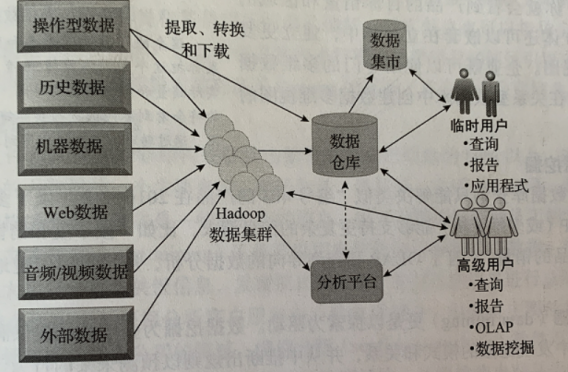 操作型数据
历史数据
机器数据
Web数据
音频/视频数据
外部数据
提取、转换
和下载
Hadoop
数据集群
数据
集市
数据
仓库
分析平台
临时用户
•查询
•报告
•应用程式
高级用户
•查询
•报告
•OLAP
•数据挖掘